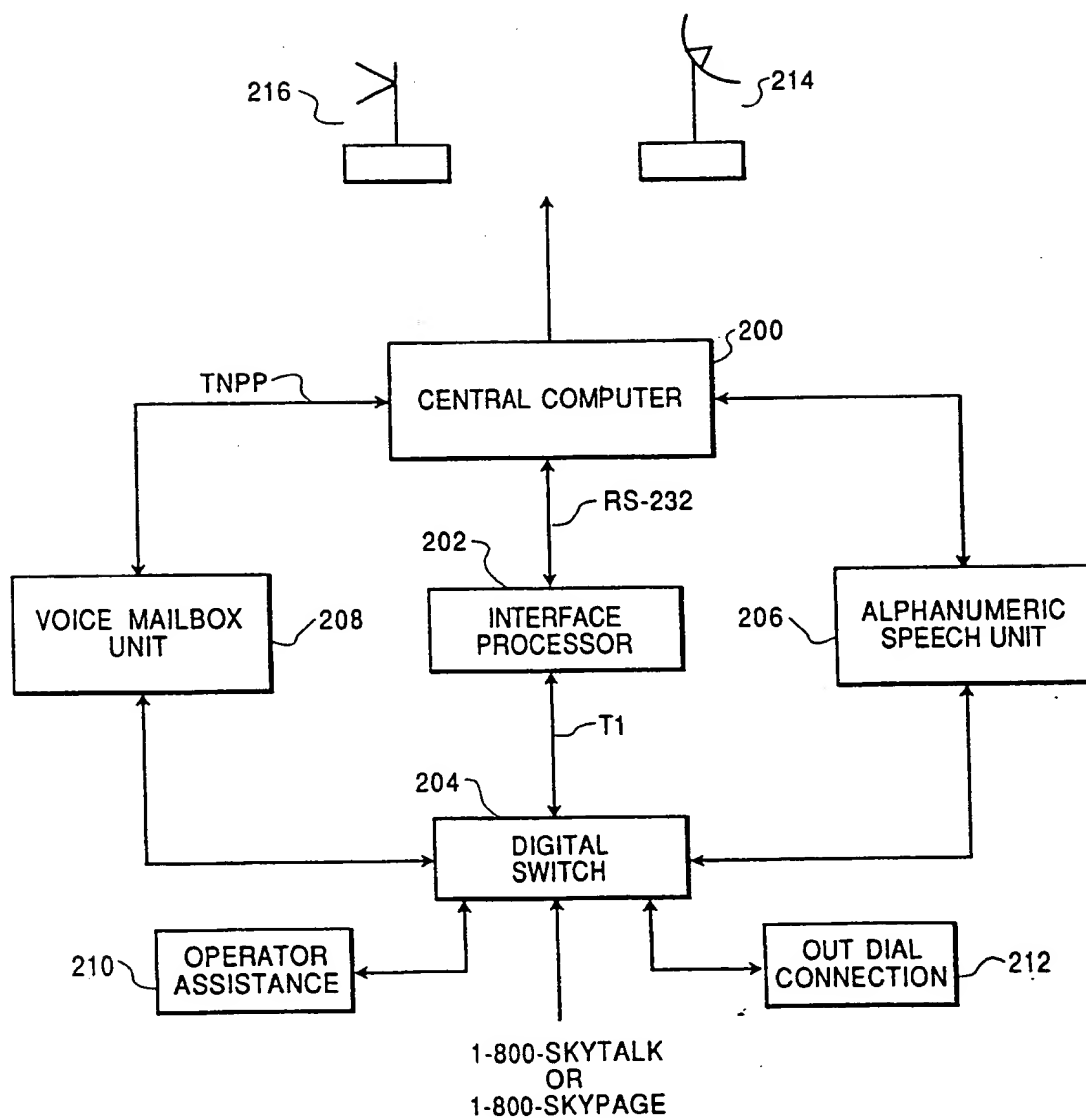 216
214
200
TNPP
CENTRAL COMPUTER
RS-232
202
VOICE MAILBOX
UNIT
208
INTERFACE
PROCESSOR
206
ALPHANUMERIC
SPEECH UNIT
T1
204
DIGITAL
SWITCH
210
OPERATOR
ASSISTANCE
OUT DIAL
CONNECTION
212
1-800-SKYTALK
OR
1-800-SKYPAGE